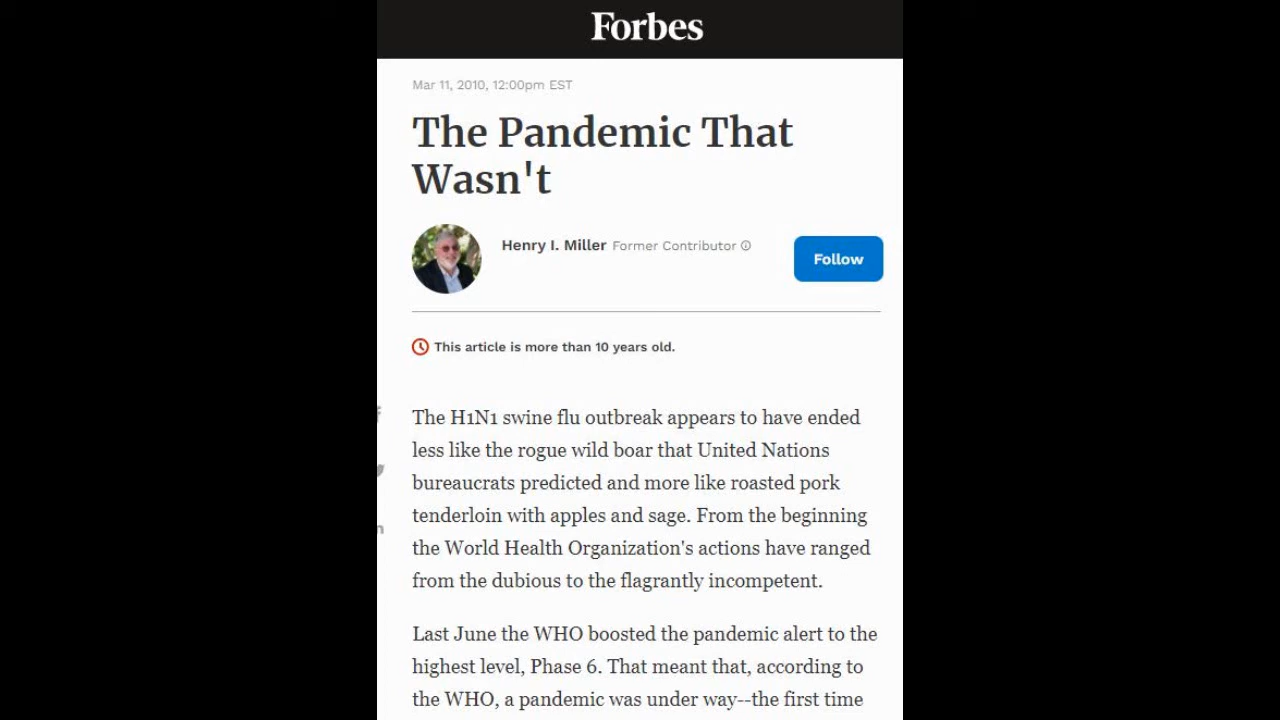 Forbes
Mar 11, 2010, 12:00pm EST
The Pandemic That
Wasn't
Henry I. Miller Former Contributor
Follow
This article is more than 10 years old.
The H1N1 swine flu outbreak appears to have ended
less like the rogue wild boar that United Nations
bureaucrats predicted and more like roasted pork
tenderloin with apples and sage. From the beginning
the World Health Organization's actions have ranged
from the dubious to the flagrantly incompetent.
Last June the WHO boosted the pandemic alert to the
highest level, Phase 6. That meant that, according to
the WHO, a pandemic was under way--the first time